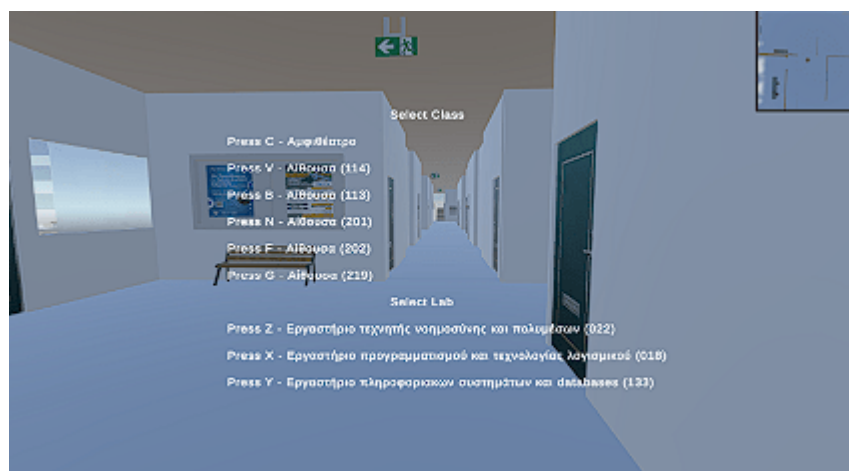 Select Class
Press C - Αμφιθέατρο
Press V - Αίθουσα (114)
Press B - Αίθουσα (113)
Press N - Αίθουσα (201)
Press F - Αίθουσα (202)
Press G - Αίθουσα (219)
Select Lab
Press Z - Εργαστήριο τεχνητής νοημοσύνης και πολυμέσων (022)
Press X - Εργαστήριο προγραμματισμού και τεχνολογίας λογισμικού (018)
Press Y - Εργαστήριο πληροφοριακων συστημάτων και databases (133)